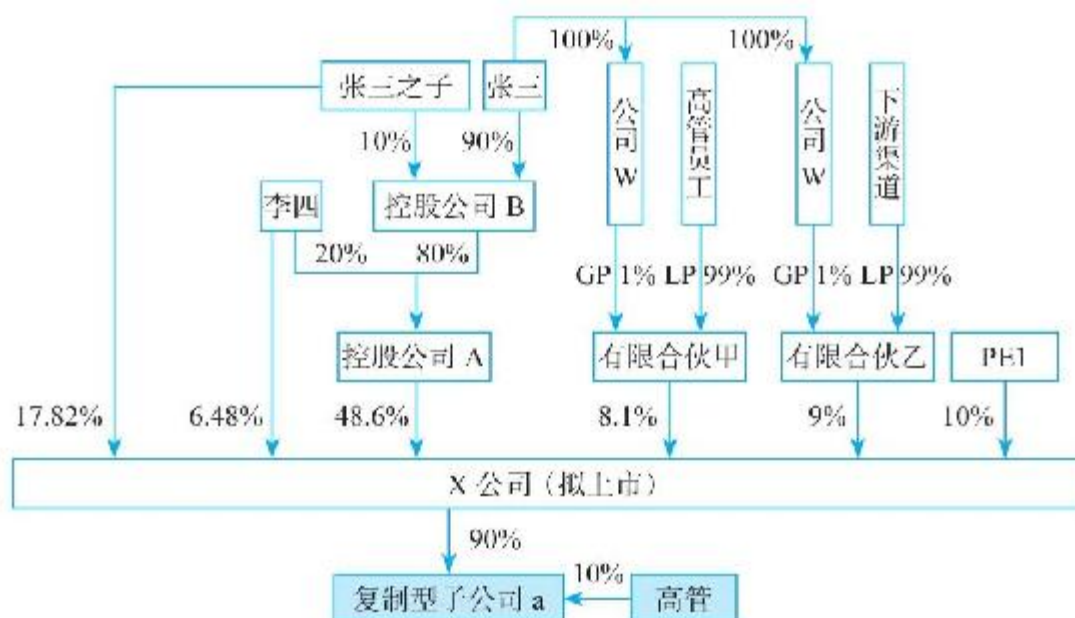 100%
100%
张三之子
张三
公司W
高管员工
公司W
下游渠道
10%
90%
李四
控股公司 B
20%
80%
GP 1%
LP 99%
GP 1%
LP 99%
控股公司 A
有限合伙甲
有限合伙乙
PE1
17.82%
6.48%
48.6%
8.1%
9%
10%
X 公司（拟上市）
90%
10%
复制型子公司 a
高管